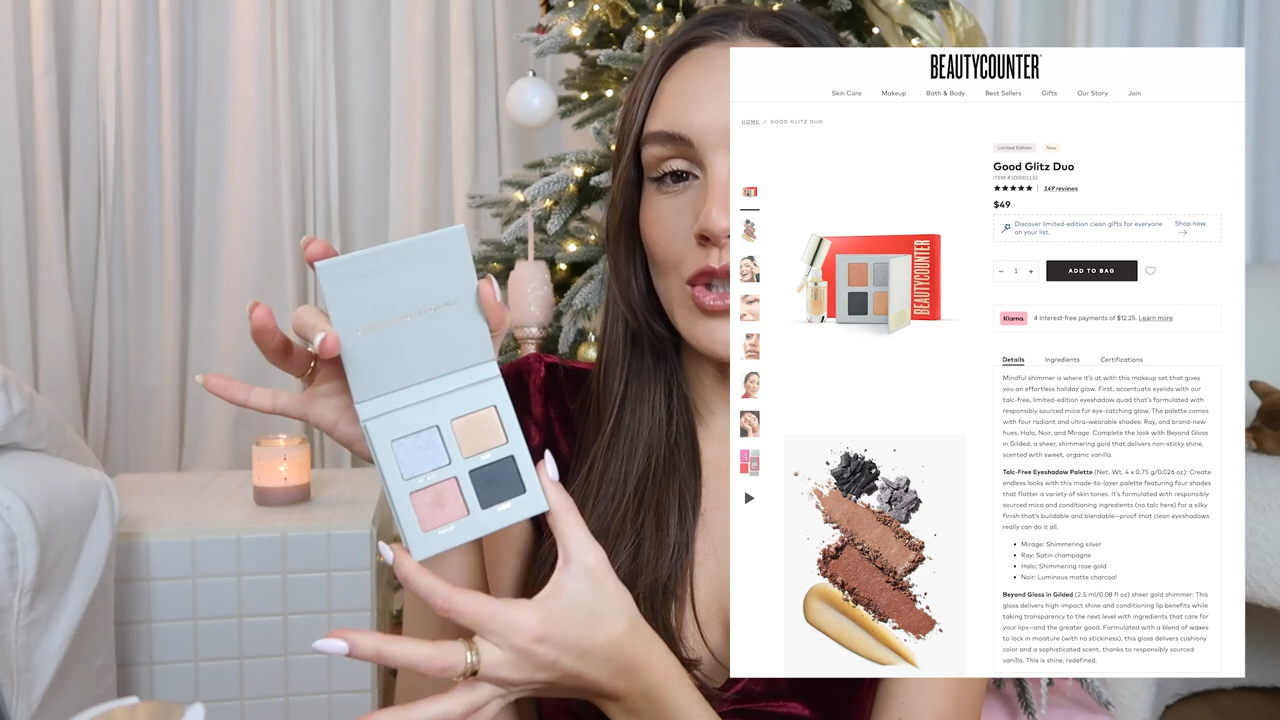 BEAUTYCOUNTER
Skin Care Makeup Bath & Body Best Sellers Gifts Our Story Join
HOME / GOOD GLITZ DUO
Limited Edition New
Good Glitz Duo
ITEM #100001132
149 reviews
$49
Discover limited-edition clean gifts for everyone
on your list.
Shop now.
→
− 1 +
ADD TO BAG
Klarna. 4 interest-free payments of $12.25. Learn more
BEAUTYCOUNTER
Details Ingredients Certifications
Mindful shimmer is where it's at with this makeup set that gives
you an effortless holiday glow. First, accentuate eyelids with our
talc-free, limited-edition eyeshadow quad that's formulated with
responsibly sourced mica for eye-catching glow. The palette comes
with four radiant and ultra-wearable shades: Ray, and brand-new
hues, Halo, Noir, and Mirage. Complete the look with Beyond Gloss
in Gilded, a sheer, shimmering gold that delivers non-sticky shine,
scented with sweet, organic vanilla.
Talc-Free Eyeshadow Palette (Net. Wt. 4 x 0.75 g/0.026 oz): Create
endless looks with this made-to-layer palette featuring four shades
that flatter a variety of skin tones. It's formulated with responsibly
sourced mica and conditioning ingredients (no talc here) for a silky
finish that's buildable and blendable—proof that clean eyeshadows
really can do it all.
• Mirage: Shimmering silver
• Ray: Satin champagne
• Halo: Shimmering rose gold
• Noir: Luminous matte charcoal
Beyond Gloss in Gilded (2.5 ml/0.08 fl oz) sheer gold shimmer: This
gloss delivers high-impact shine and conditioning lip benefits while
taking transparency to the next level with ingredients that care for
your lips—and the greater good. Formulated with a blend of waxes
to lock in moisture (with no stickiness), this gloss delivers cushiony
color and a sophisticated scent, thanks to responsibly sourced
vanilla. This is shine, redefined.